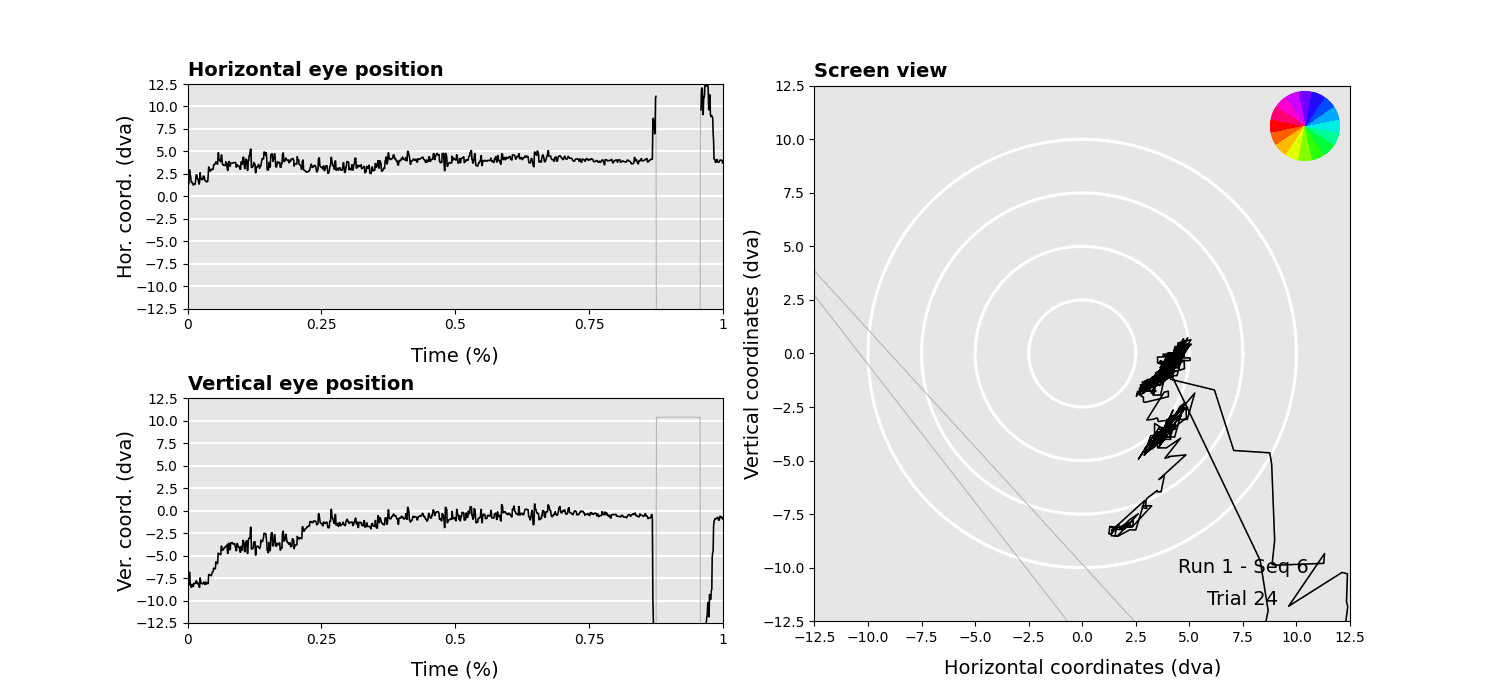 Horizontal eye position
Hor. coord. (dva)
12.5
10.0
7.5
5.0
2.5
0.0
−2.5
−5.0
−7.5
−10.0
−12.5
0 0.25 0.5 0.75 1
Time (%)
Vertical eye position
Ver. coord. (dva)
12.5
10.0
7.5
5.0
2.5
0.0
−2.5
−5.0
−7.5
−10.0
−12.5
0 0.25 0.5 0.75 1
Time (%)
Screen view
Vertical coordinates (dva)
12.5
10.0
7.5
5.0
2.5
0.0
−2.5
−5.0
−7.5
−10.0
−12.5
Run 1 - Seq 6
Trial 24
−12.5 −10.0 −7.5 −5.0 −2.5 0.0 2.5 5.0 7.5 10.0 12.5
Horizontal coordinates (dva)